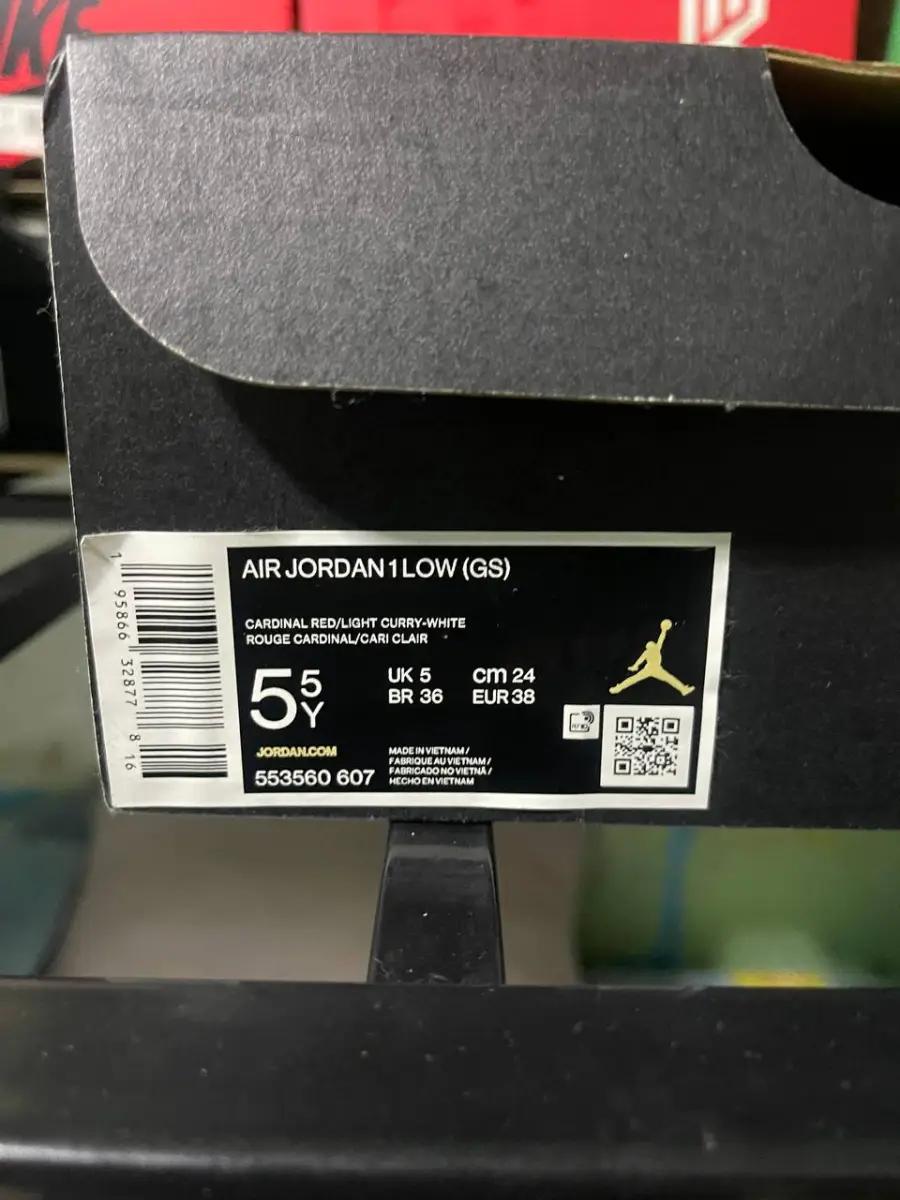 AIR JORDAN 1 LOW (GS)
CARDINAL RED/LIGHT CURRY-WHITE
ROUGE CARDINAL/CARI CLAIR
5 5Y
UK 5 cm 24
BR 36 EUR 38
JORDAN.COM
553560 607
MADE IN VIETNAM /
FABRIQUE AU VIETNAM /
FABRICADO NO VIETNÃ /
HECHO EN VIETNAM
1 95866 32877 8 16